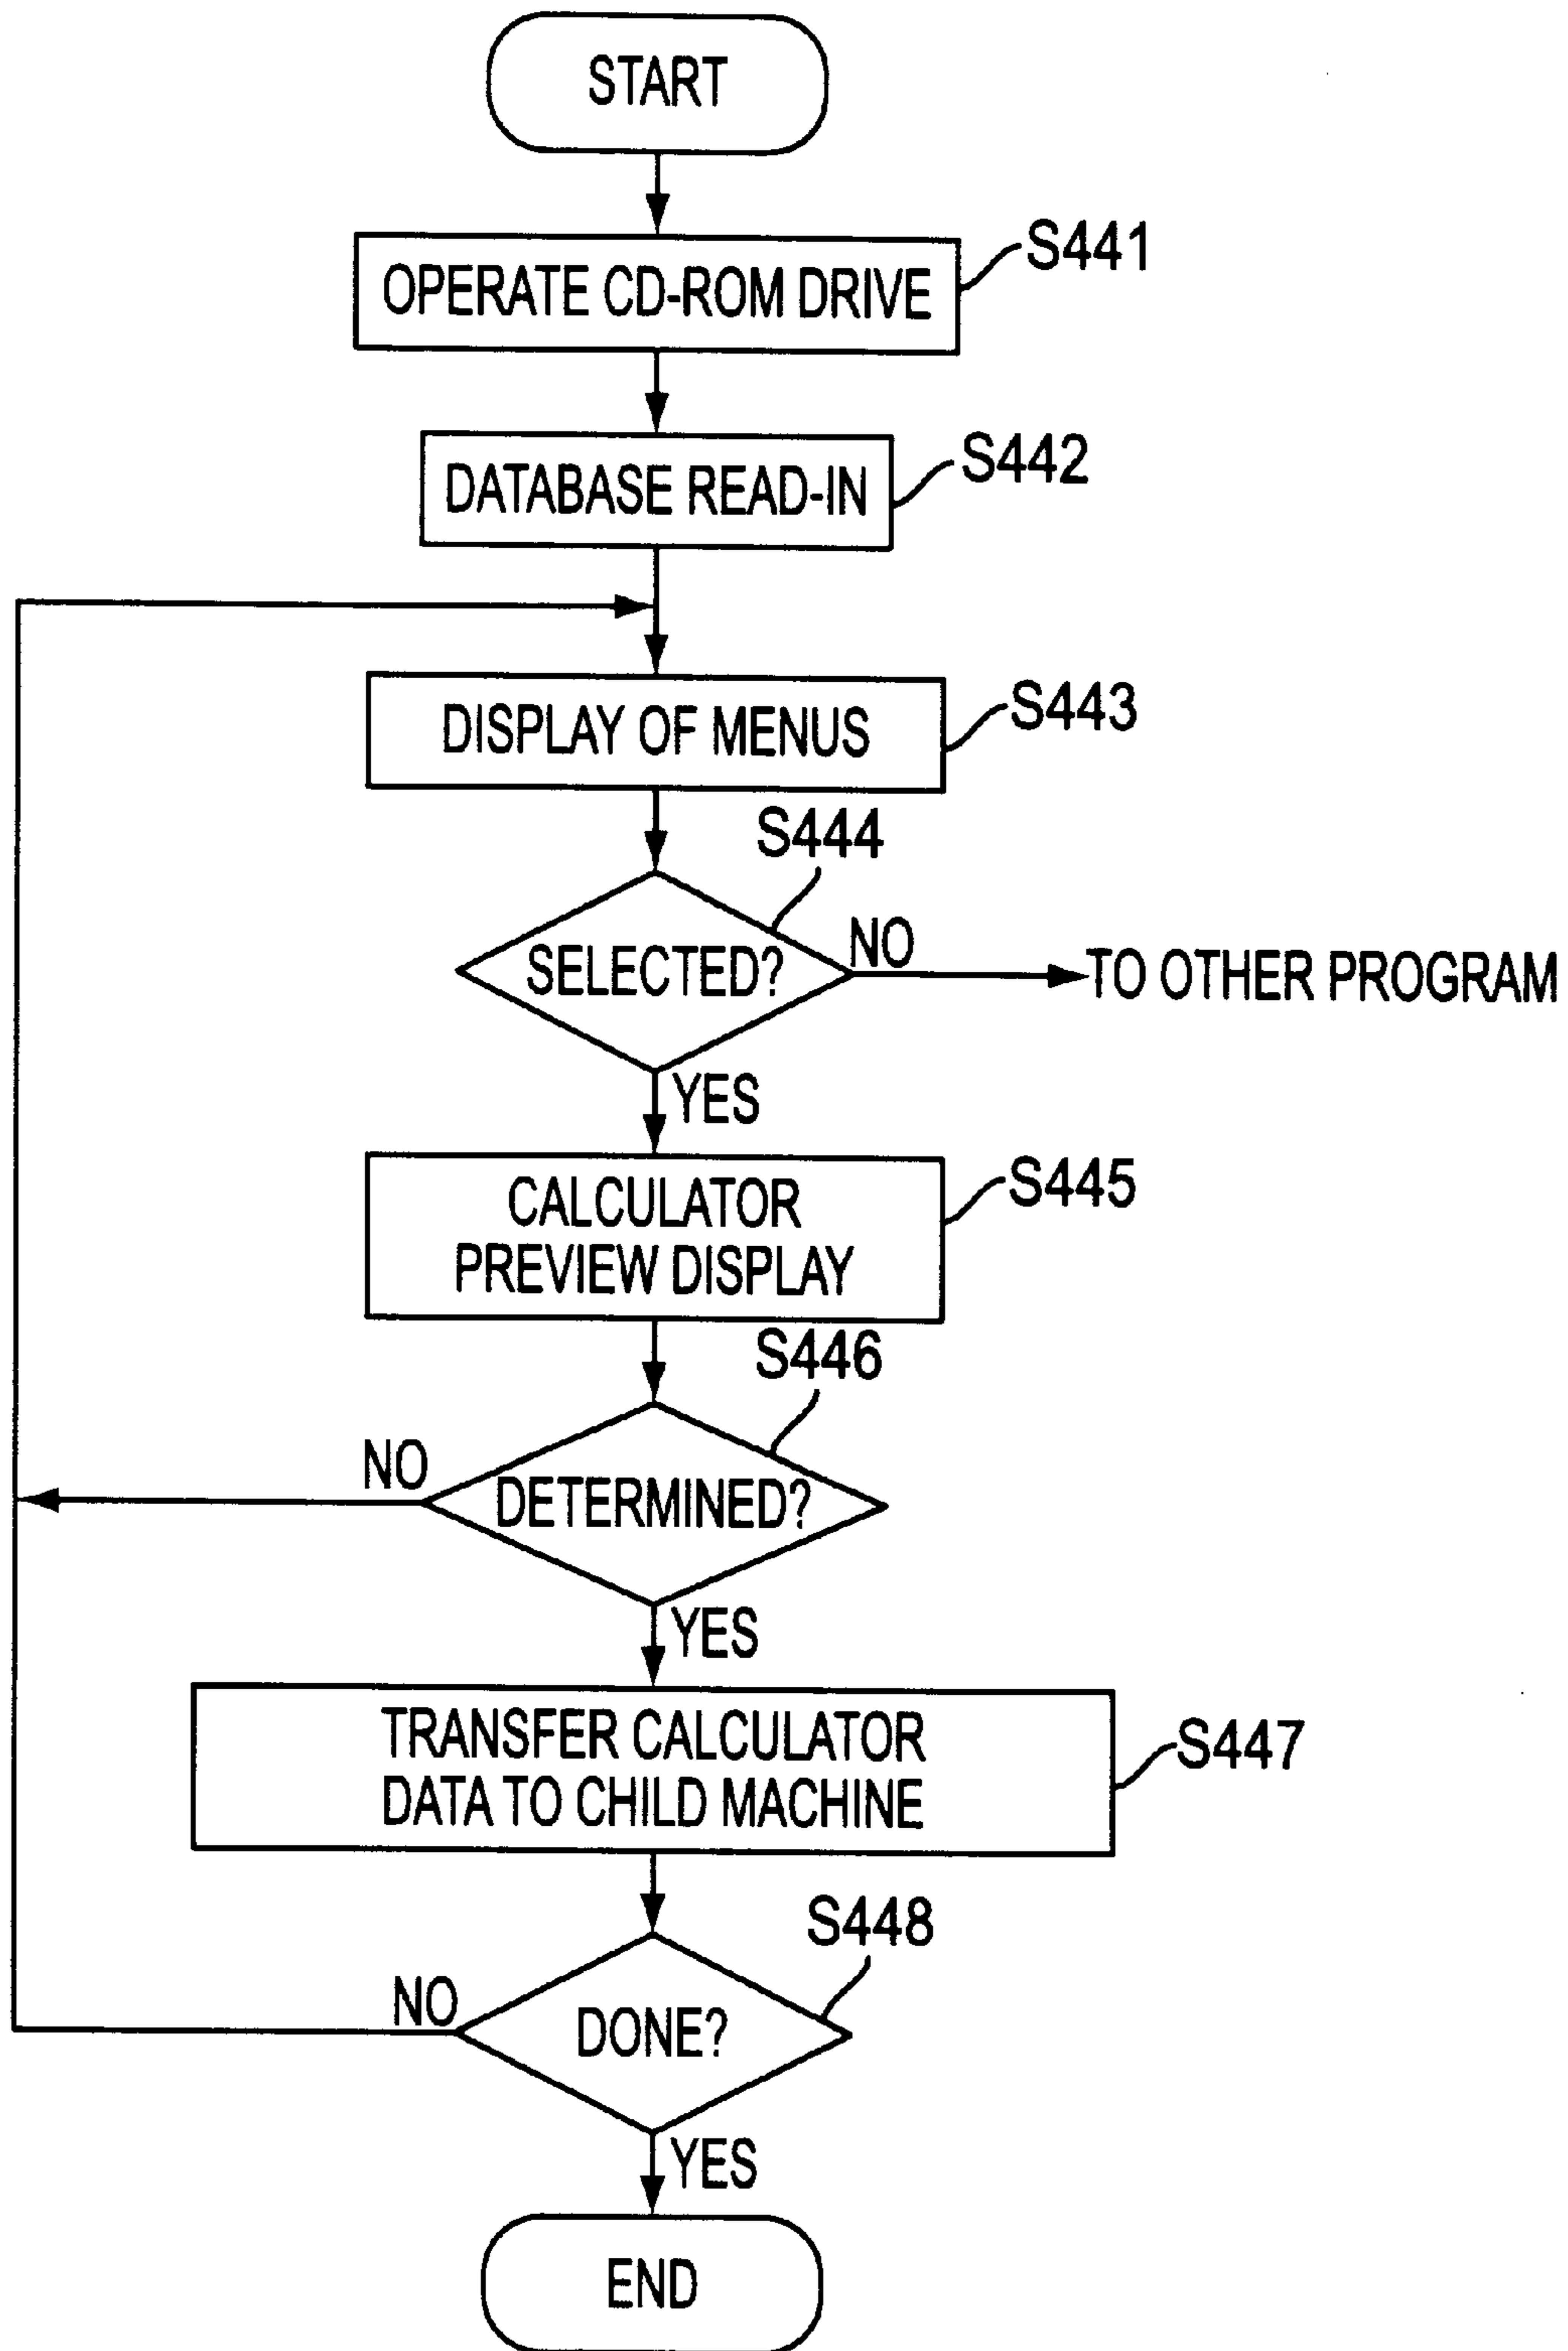 START
OPERATE CD-ROM DRIVE
S441
DATABASE READ-IN
S442
DISPLAY OF MENUS
S443
S444
SELECTED?
NO
TO OTHER PROGRAM
YES
CALCULATOR
PREVIEW DISPLAY
S445
S446
DETERMINED?
NO
YES
TRANSFER CALCULATOR
DATA TO CHILD MACHINE
S447
S448
DONE?
NO
YES
END